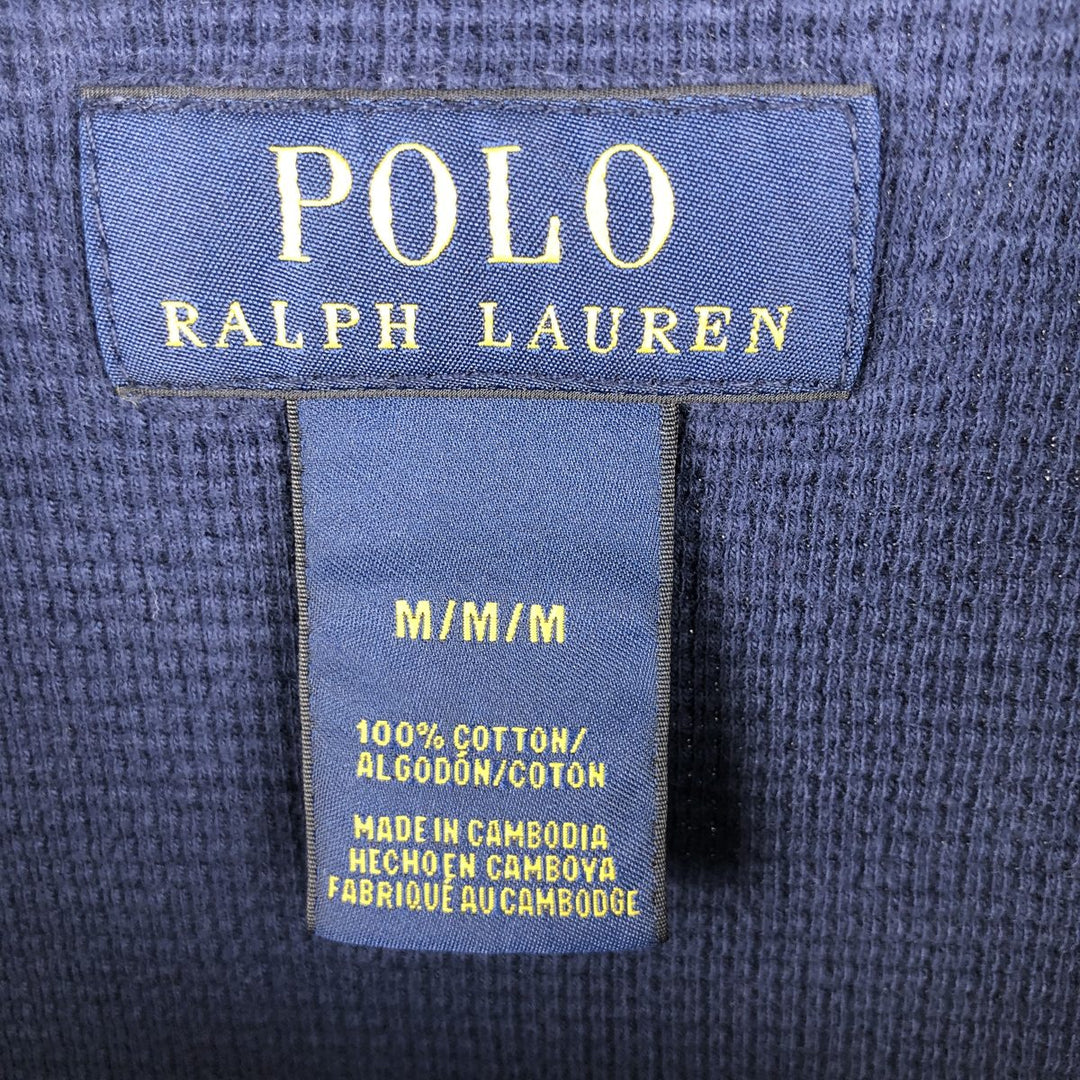 POLO
RALPH LAUREN
M/M/M
100% COTTON/
ALGODÓN/COTON
MADE IN CAMBODIA
HECHO EN CAMBOYA
FABRIQUÉ AU CAMBODGE